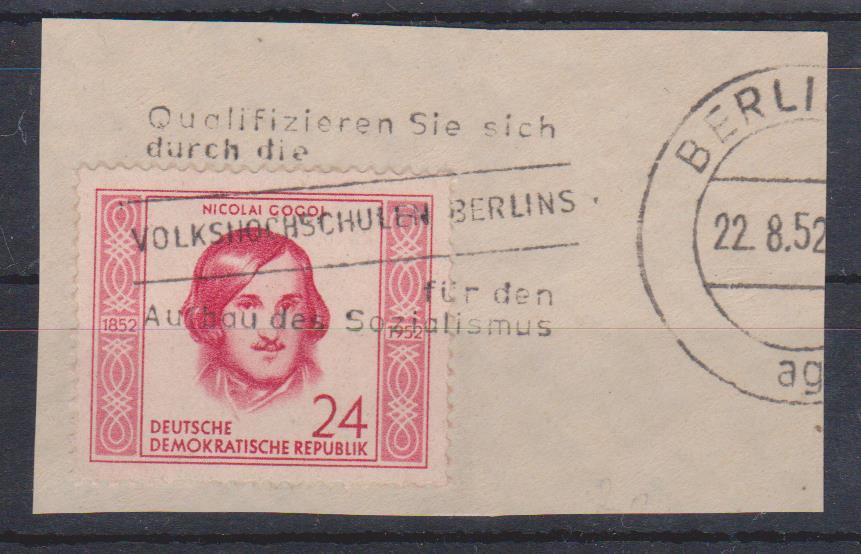 Qualifizieren Sie sich
durch die
VOLKSHOCHSCHULEN BERLINS
für den
Aufbau des Sozialismus
NICOLAI GOGOL
1852
1952
24
DEUTSCHE
DEMOKRATISCHE REPUBLIK
BERLI
22.8.52
ag